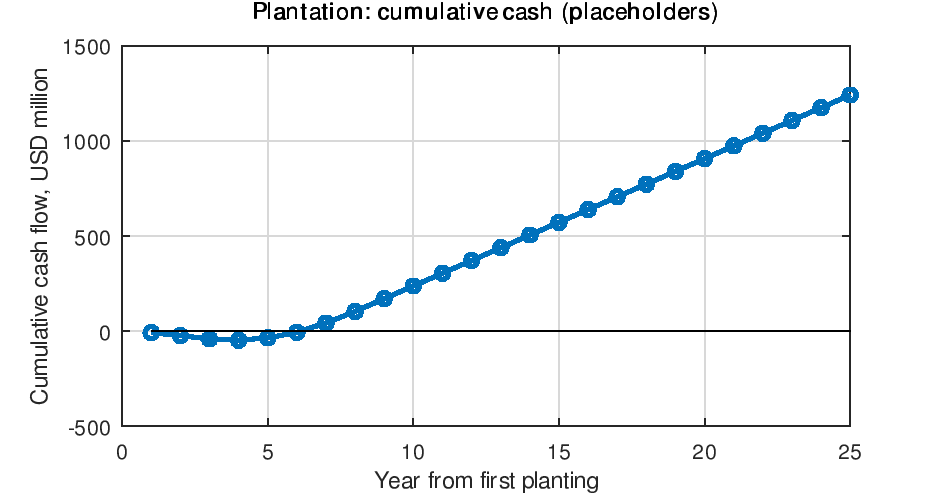 Plantation: cumulative cash (placeholders)
1500
1000
500
0
-500
0 5 10 15 20 25
Cumulative cash flow, USD million
Year from first planting